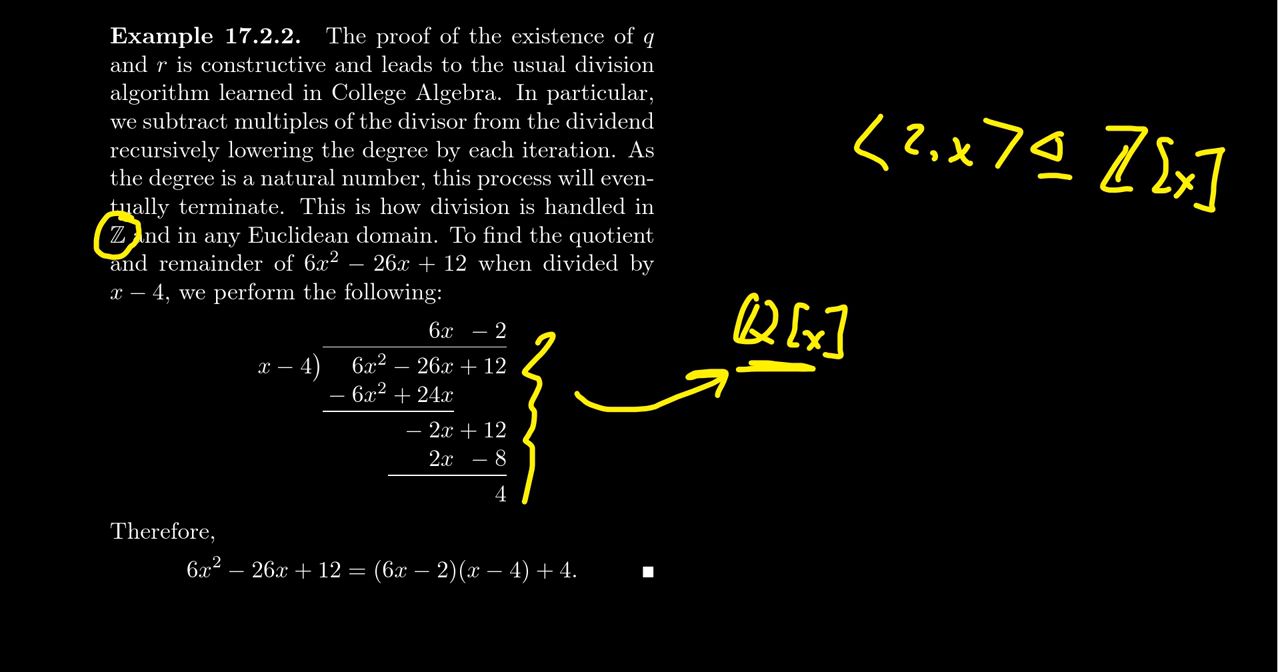 Example 17.2.2. The proof of the existence of q
and r is constructive and leads to the usual division
algorithm learned in College Algebra. In particular,
we subtract multiples of the divisor from the dividend
recursively lowering the degree by each iteration. As
the degree is a natural number, this process will even-
tually terminate. This is how division is handled in
ℤ and in any Euclidean domain. To find the quotient
and remainder of 6x² − 26x + 12 when divided by
x − 4, we perform the following:
6x − 2
x − 4) 6x² − 26x + 12
− 6x² + 24x
− 2x + 12
2x − 8
4
Therefore,
6x² − 26x + 12 = (6x − 2)(x − 4) + 4. ■
⟨2, x⟩ ⊴ ℤ[x]
ℚ[x]